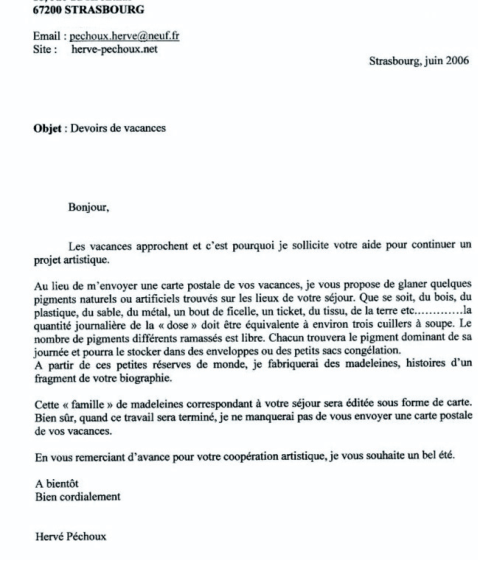 67200 STRASBOURG
Email : pechoux.herve@neuf.fr
Site : herve-pechoux.net
Strasbourg, juin 2006
Objet : Devoirs de vacances
Bonjour,
Les vacances approchent et c'est pourquoi je sollicite votre aide pour continuer un
projet artistique.
Au lieu de m'envoyer une carte postale de vos vacances, je vous propose de glaner quelques
pigments naturels ou artificiels trouvés sur les lieux de votre séjour. Que se soit, du bois, du
plastique, du sable, du métal, un bout de ficelle, un ticket, du tissu, de la terre etc.............la
quantité journalière de la « dose » doit être équivalente à environ trois cuillers à soupe. Le
nombre de pigments différents ramassés est libre. Chacun trouvera le pigment dominant de sa
journée et pourra le stocker dans des enveloppes ou des petits sacs congélation.
A partir de ces petites réserves de monde, je fabriquerai des madeleines, histoires d'un
fragment de votre biographie.
Cette « famille » de madeleines correspondant à votre séjour sera éditée sous forme de carte.
Bien sûr, quand ce travail sera terminé, je ne manquerai pas de vous envoyer une carte postale
de vos vacances.
En vous remerciant d'avance pour votre coopération artistique, je vous souhaite un bel été.
A bientôt
Bien cordialement
Hervé Péchoux